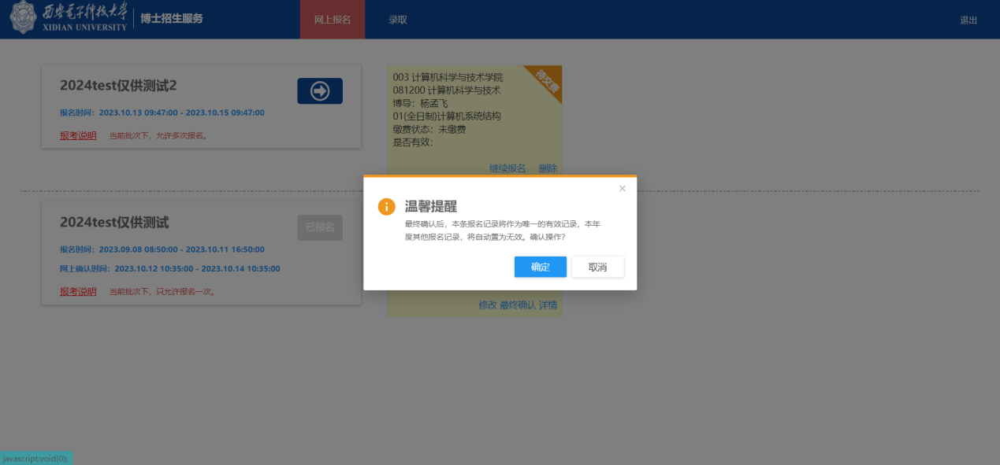 西安电子科技大学
XIDIAN UNIVERSITY
博士招生服务
网上报名
录取
退出
2024test仅供测试2
报名时间：2023.10.13 09:47:00 - 2023.10.15 09:47:00
报考说明 当前批次下，允许多次报名。
003 计算机科学与技术学院
081200 计算机科学与技术
博导：杨孟飞
01(全日制)计算机系统结构
缴费状态：未缴费
是否有效：
待交费
继续报名 删除
2024test仅供测试
已报名
报名时间：2023.09.08 08:50:00 - 2023.10.11 16:50:00
网上确认时间：2023.10.12 10:35:00 - 2023.10.14 10:35:00
报考说明 当前批次下，只允许报名一次。
温馨提醒
最终确认后，本条报名记录将作为唯一的有效记录，本年
度其他报名记录，将自动置为无效。确认操作?
确定
取消
修改 最终确认 详情
javascript:void(0);